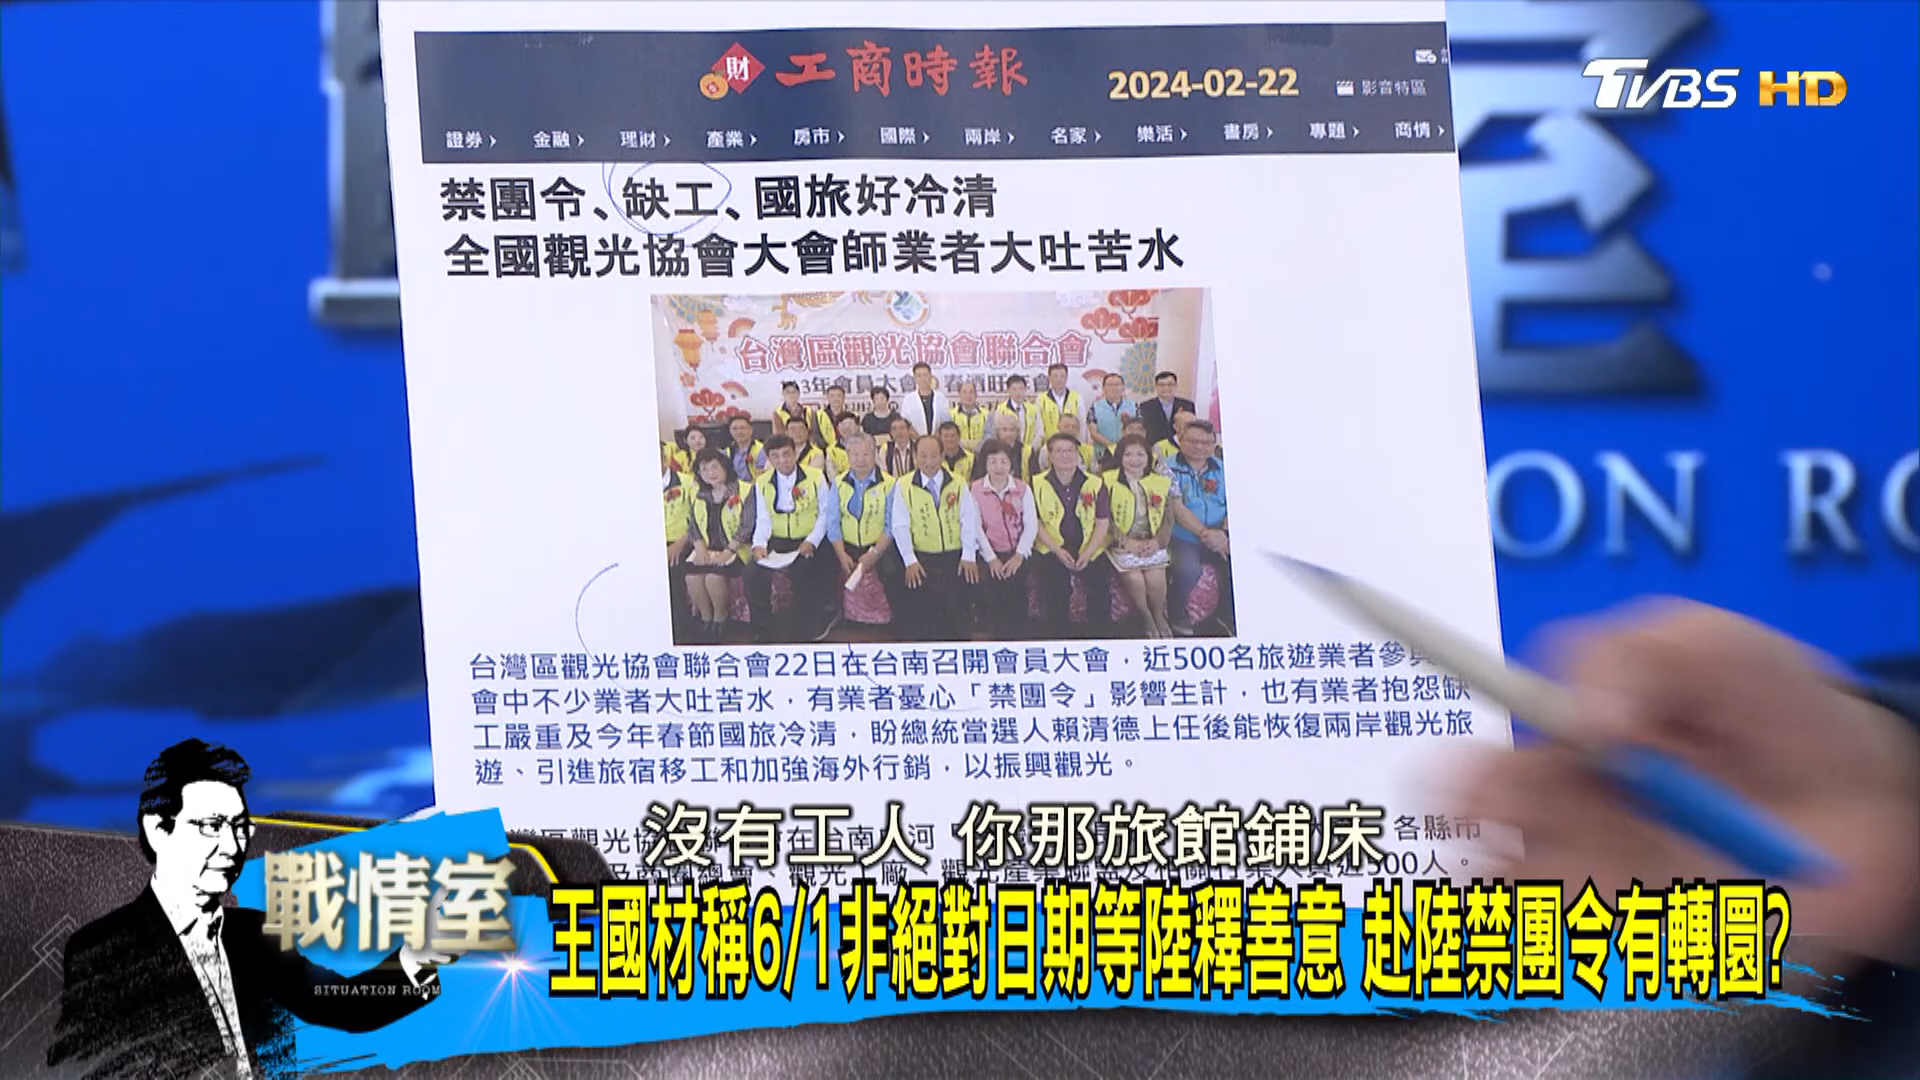 財 工商時報
2024-02-22
影音特區
TVBS HD
證券 金融 理財 產業 房市 國際 兩岸 名家 樂活 書房 專題 商情
禁團令、缺工、國旅好冷清
全國觀光協會大會師業者大吐苦水
台灣區觀光協會聯合會
ON RO
台灣區觀光協會聯合會22日在台南召開會員大會，近500名旅遊業者參與
會中不少業者大吐苦水，有業者憂心「禁團令」影響生計，也有業者抱怨缺
工嚴重及今年春節國旅冷清，盼總統當選人賴清德上任後能恢復兩岸觀光旅
遊、引進旅宿移工和加強海外行銷，以振興觀光。
各縣市
近500人。
沒有工人 你那旅館鋪床
戰情室
SITUATION ROOM
王國材稱6/1非絕對日期等陸釋善意 赴陸禁團令有轉圜?